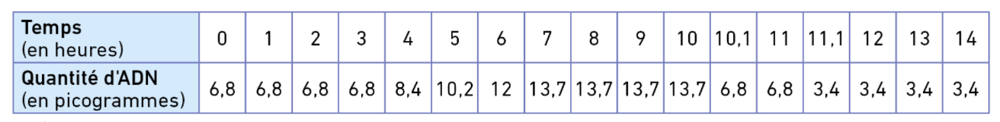 Temps (en heures) 0 1 2 3 4 5 6 7 8 9 10 10,1 11 11,1 12 13 14
Quantité d'ADN (en picogrammes) 6,8 6,8 6,8 6,8 8,4 10,2 12 13,7 13,7 13,7 13,7 6,8 6,8 3,4 3,4 3,4 3,4